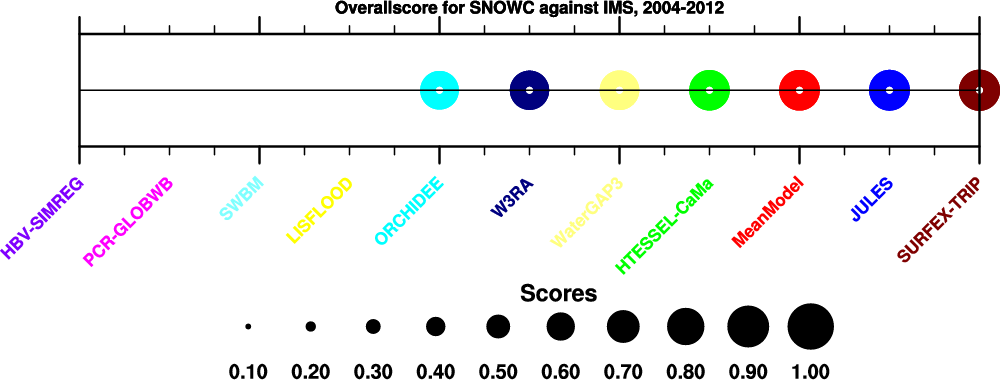 Overallscore for SNOWC against IMS, 2004-2012
HBV-SIMREG
PCR-GLOBWB
SWBM
LISFLOOD
ORCHIDEE
W3RA
WaterGAP3
HTESSEL-CaMa
MeanModel
JULES
SURFEX-TRIP
Scores
0.10 0.20 0.30 0.40 0.50 0.60 0.70 0.80 0.90 1.00